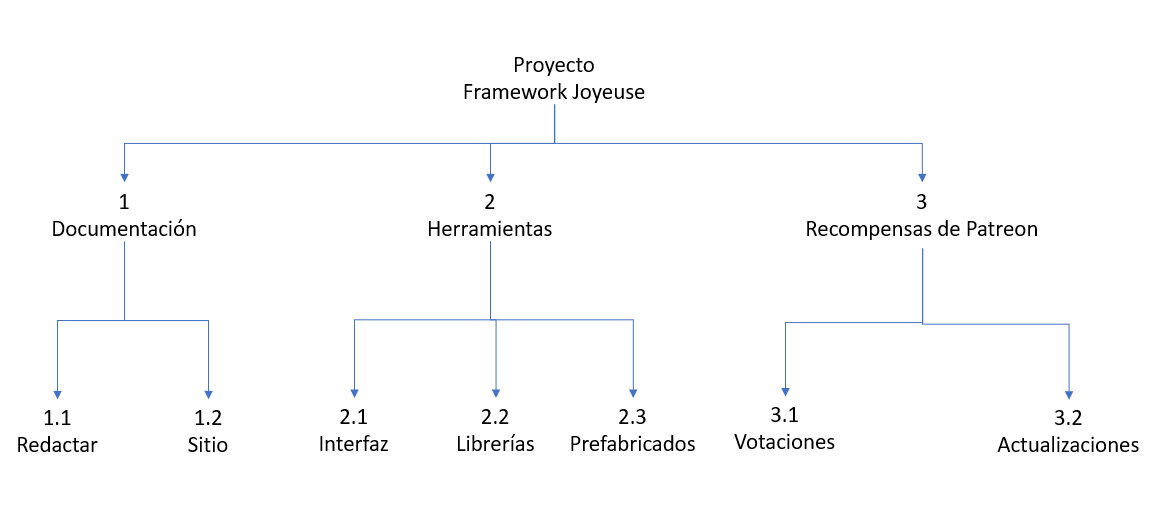 Proyecto
Framework Joyeuse
1
Documentación
2
Herramientas
3
Recompensas de Patreon
1.1
Redactar
1.2
Sitio
2.1
Interfaz
2.2
Librerías
2.3
Prefabricados
3.1
Votaciones
3.2
Actualizaciones